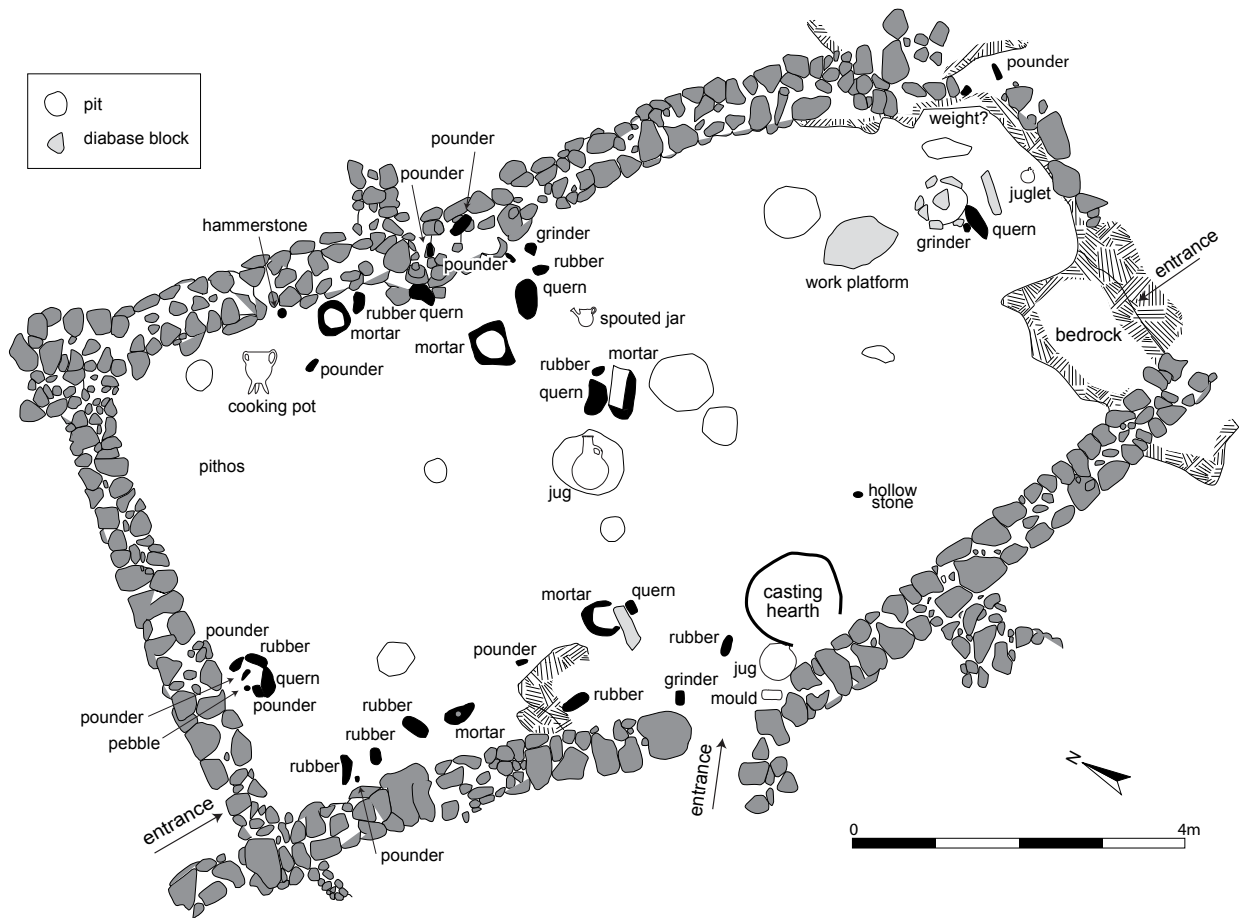 pit
diabase block
pounder
weight?
juglet
quern
grinder
work platform
entrance
bedrock
pounder
pounder
hammerstone
pounder
grinder
rubber
quern
rubber
quern
mortar
mortar
spouted jar
pounder
cooking pot
rubber
mortar
quern
pithos
jug
hollow
stone
casting
hearth
mortar
quern
rubber
jug
grinder
mould
pounder
rubber
pounder
rubber
quern
pounder
pounder
pebble
rubber
mortar
rubber
rubber
pounder
entrance
entrance
N
0
4m